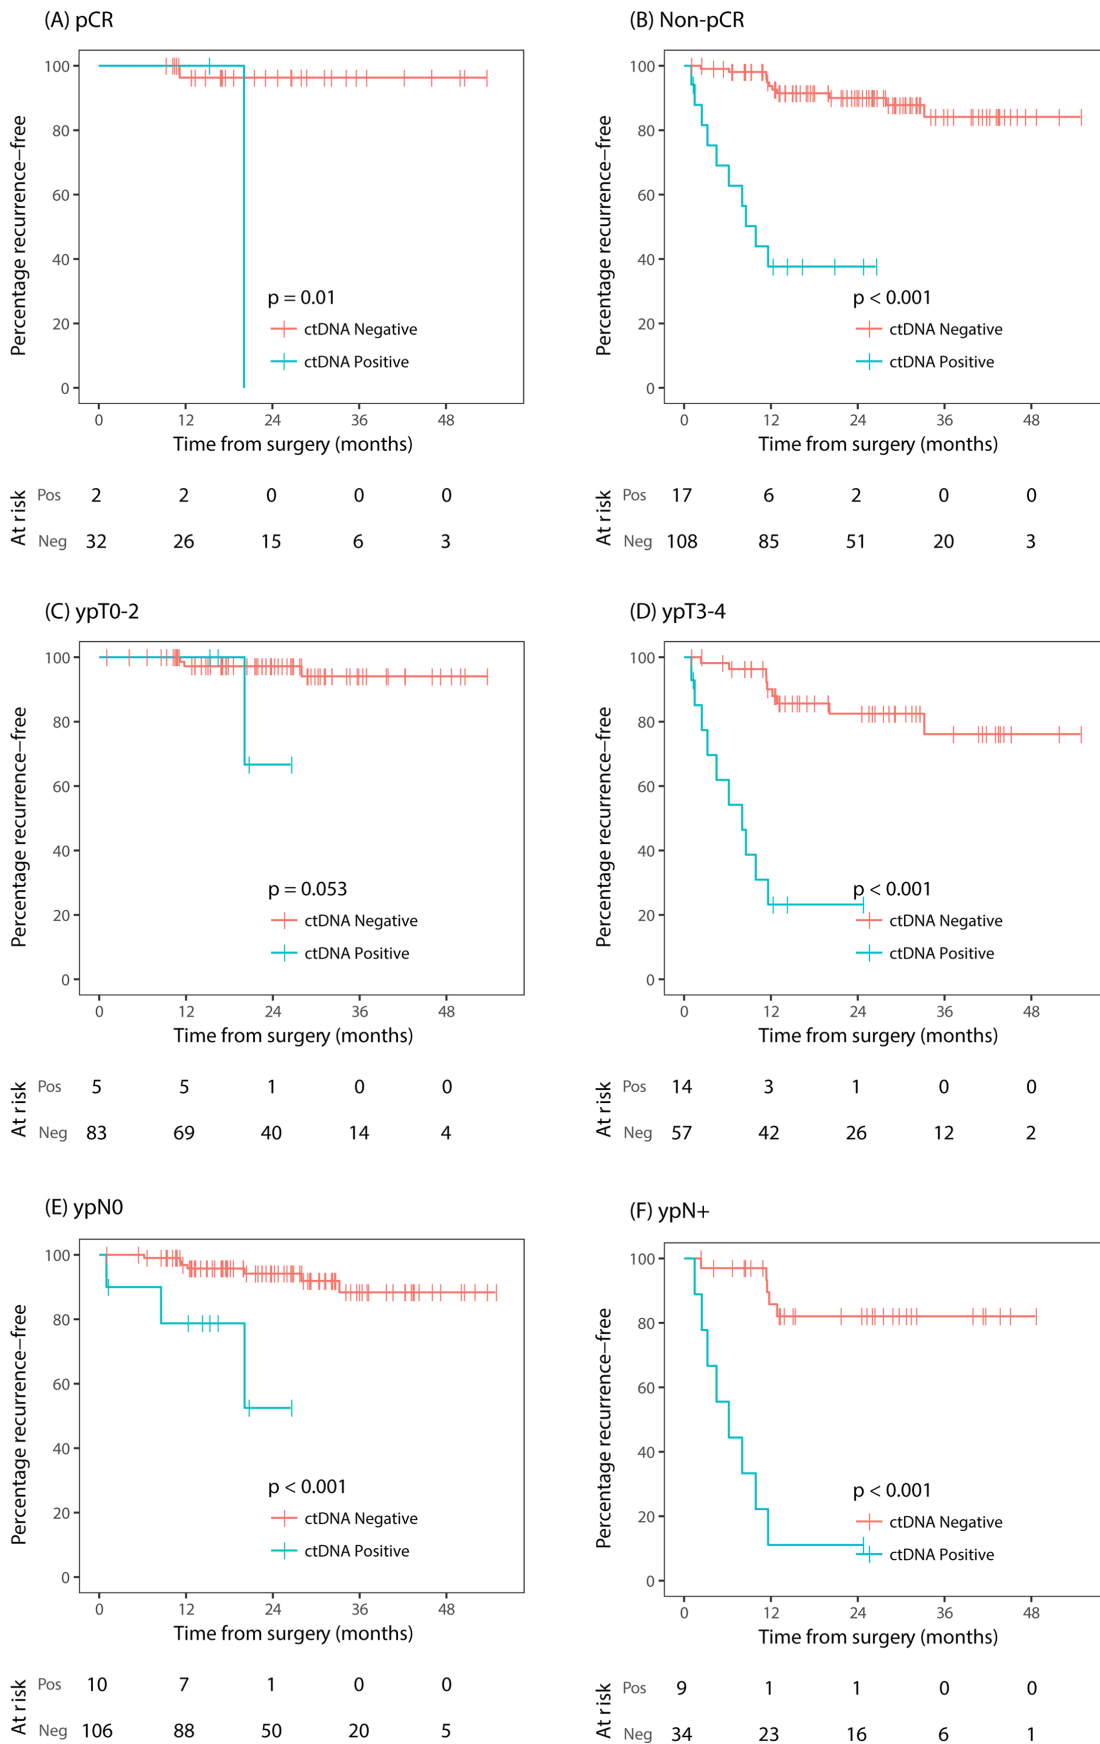 (A) pCR
Percentage recurrence–free
100
80
60
40
20
0
p = 0.01
ctDNA Negative
ctDNA Positive
0 12 24 36 48
Time from surgery (months)
At risk
Pos 2 2 0 0 0
Neg 32 26 15 6 3
(B) Non-pCR
Percentage recurrence–free
100
80
60
40
20
0
p < 0.001
ctDNA Negative
ctDNA Positive
0 12 24 36 48
Time from surgery (months)
At risk
Pos 17 6 2 0 0
Neg 108 85 51 20 3
(C) ypT0-2
Percentage recurrence–free
100
80
60
40
20
0
p = 0.053
ctDNA Negative
ctDNA Positive
0 12 24 36 48
Time from surgery (months)
At risk
Pos 5 5 1 0 0
Neg 83 69 40 14 4
(D) ypT3-4
Percentage recurrence–free
100
80
60
40
20
0
p < 0.001
ctDNA Negative
ctDNA Positive
0 12 24 36 48
Time from surgery (months)
At risk
Pos 14 3 1 0 0
Neg 57 42 26 12 2
(E) ypN0
Percentage recurrence–free
100
80
60
40
20
0
p < 0.001
ctDNA Negative
ctDNA Positive
0 12 24 36 48
Time from surgery (months)
At risk
Pos 10 7 1 0 0
Neg 106 88 50 20 5
(F) ypN+
Percentage recurrence–free
100
80
60
40
20
0
p < 0.001
ctDNA Negative
ctDNA Positive
0 12 24 36 48
Time from surgery (months)
At risk
Pos 9 1 1 0 0
Neg 34 23 16 6 1